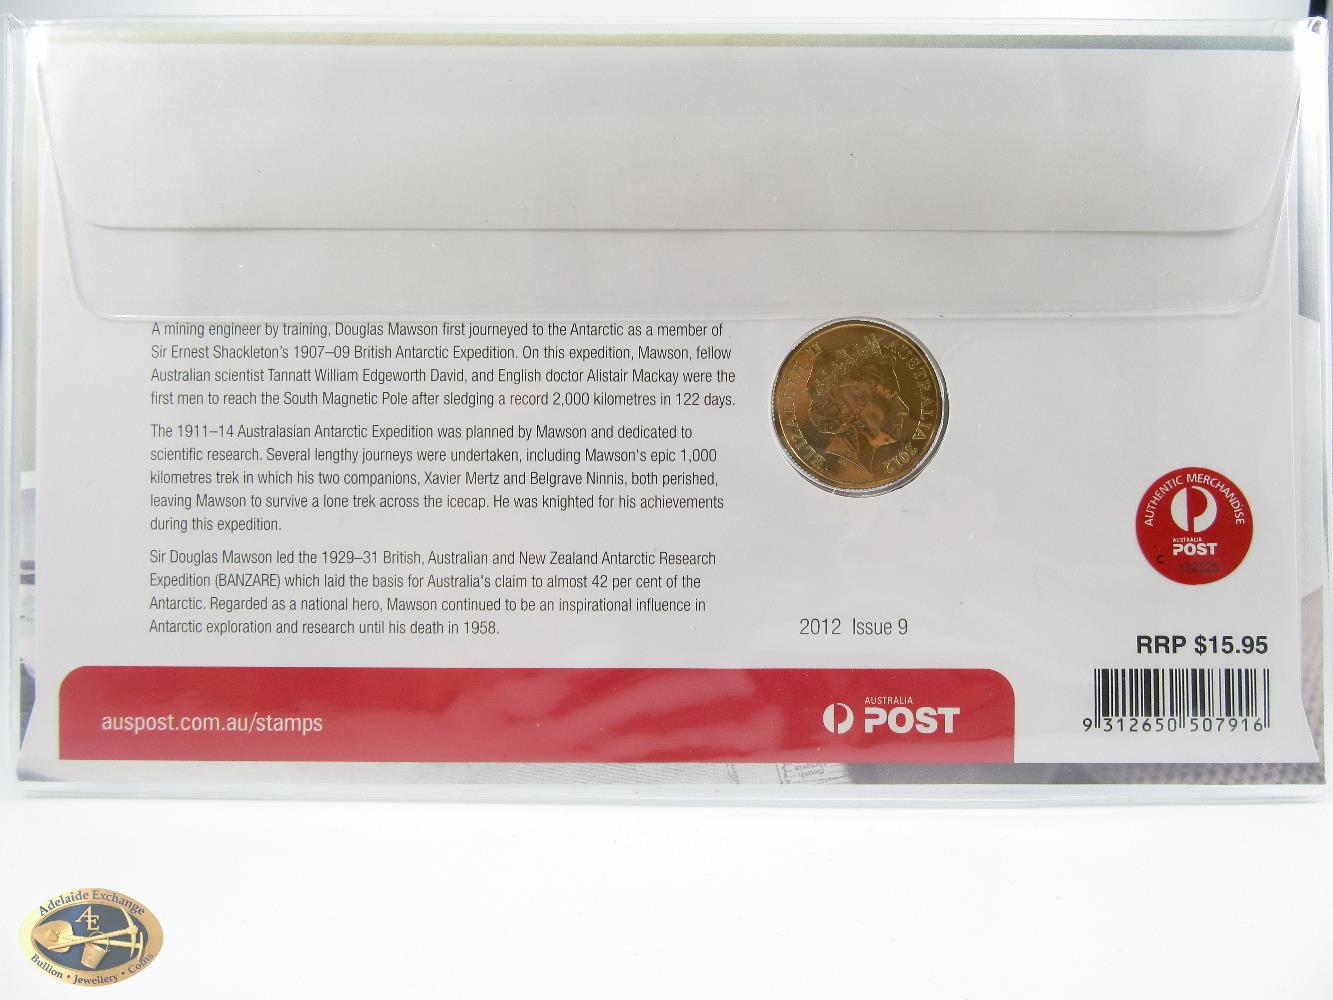 A mining engineer by training, Douglas Mawson first journeyed to the Antarctic as a member of
Sir Ernest Shackleton's 1907–09 British Antarctic Expedition. On this expedition, Mawson, fellow
Australian scientist Tannatt William Edgeworth David, and English doctor Alistair Mackay were the
first men to reach the South Magnetic Pole after sledging a record 2,000 kilometres in 122 days.
The 1911–14 Australasian Antarctic Expedition was planned by Mawson and dedicated to
scientific research. Several lengthy journeys were undertaken, including Mawson's epic 1,000
kilometres trek in which his two companions, Xavier Mertz and Belgrave Ninnis, both perished,
leaving Mawson to survive a lone trek across the icecap. He was knighted for his achievements
during this expedition.
Sir Douglas Mawson led the 1929–31 British, Australian and New Zealand Antarctic Research
Expedition (BANZARE) which laid the basis for Australia's claim to almost 42 per cent of the
Antarctic. Regarded as a national hero, Mawson continued to be an inspirational influence in
Antarctic exploration and research until his death in 1958.
ELIZABETH II AUSTRALIA 2012
2012 Issue 9
AUTHENTIC MERCHANDISE
AUSTRALIA
POST
C 192225
RRP $15.95
9 312650 507916
auspost.com.au/stamps
AUSTRALIA
POST
South
Victoria
Adelaide Exchange
AE
Bullion • Jewellery • Coins